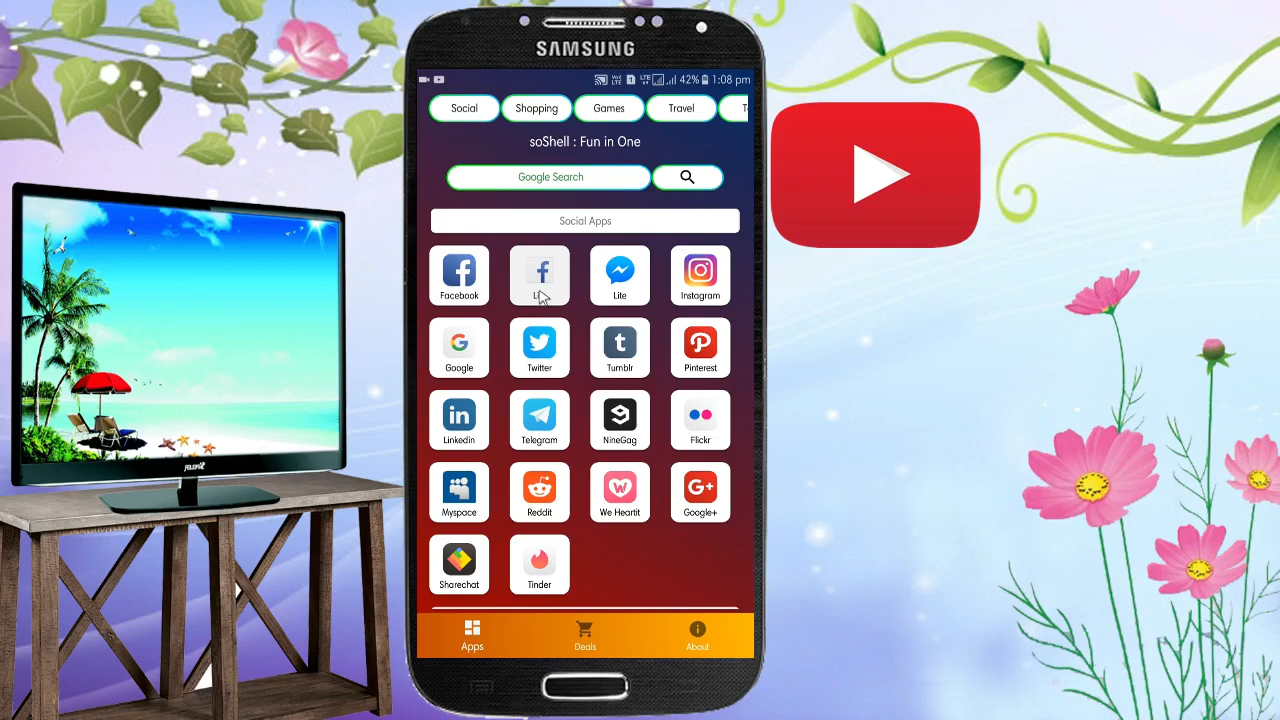 SAMSUNG
42% 1:08 pm
Social Shopping Games Travel
soShell : Fun in One
Google Search
Social Apps
Facebook Lite Instagram
Google Twitter Tumblr Pinterest
Linkedin Telegram NineGag Flickr
Myspace Reddit We Heartit Google+
Sharechat Tinder
Apps Deals About